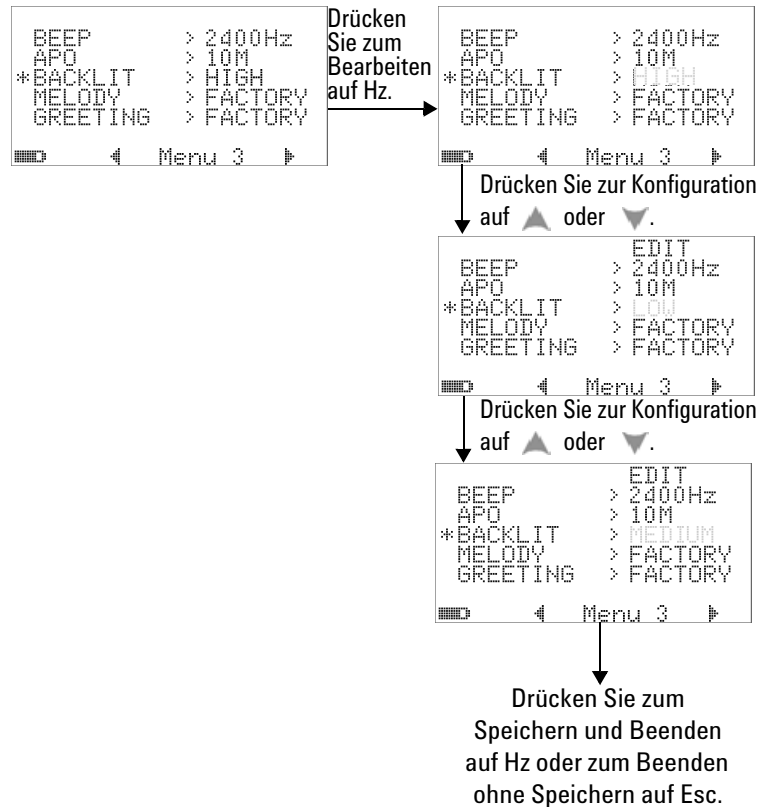 BEEP > 2400Hz
APO > 10M
*BACKLIT > HIGH
MELODY > FACTORY
GREETING > FACTORY
Menu 3
Drücken
Sie zum
Bearbeiten
auf Hz.
BEEP > 2400Hz
APO > 10M
*BACKLIT > HIGH
MELODY > FACTORY
GREETING > FACTORY
Menu 3
Drücken Sie zur Konfiguration
auf ▲ oder ▼.
EDIT
BEEP > 2400Hz
APO > 10M
*BACKLIT > LOW
MELODY > FACTORY
GREETING > FACTORY
Menu 3
Drücken Sie zur Konfiguration
auf ▲ oder ▼.
EDIT
BEEP > 2400Hz
APO > 10M
*BACKLIT > MEDIUM
MELODY > FACTORY
GREETING > FACTORY
Menu 3
Drücken Sie zum
Speichern und Beenden
auf Hz oder zum Beenden
ohne Speichern auf Esc.